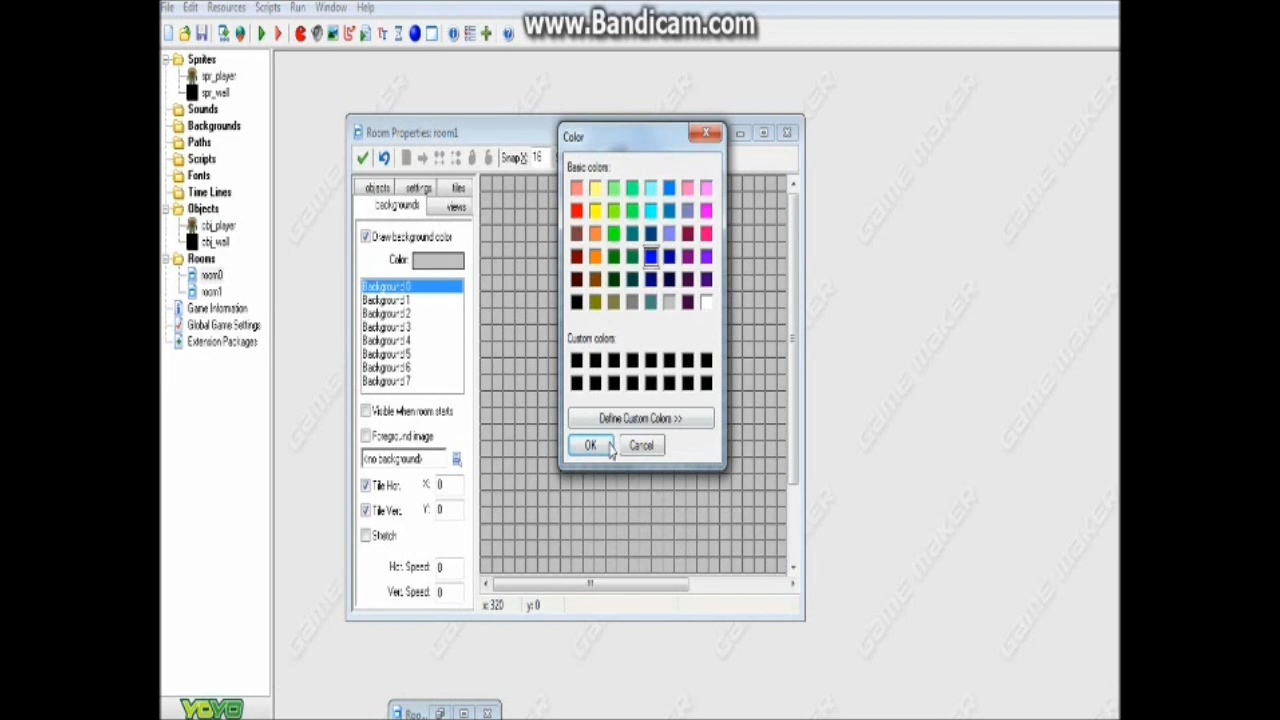 File Edit Resources Scripts Run Window Help
www.Bandicam.com
Sprites
spr_player
spr_wall
Sounds
Backgrounds
Paths
Scripts
Fonts
Time Lines
Objects
obj_player
obj_wall
Rooms
room0
room1
Game Information
Global Game Settings
Extension Packages
YOYO
Room Properties: room1
Snap X: 16
objects settings tiles
backgrounds views
Draw background color
Color:
Background 0
Background 1
Background 2
Background 3
Background 4
Background 5
Background 6
Background 7
Visible when room starts
Foreground image
<no background>
Tile Hor. X: 0
Tile Vert. Y: 0
Stretch
Hor. Speed: 0
Vert. Speed: 0
x: 320 y: 0
Color
Basic colors:
Custom colors:
Define Custom Colors >>
OK Cancel
Roo...
GAME MAKER